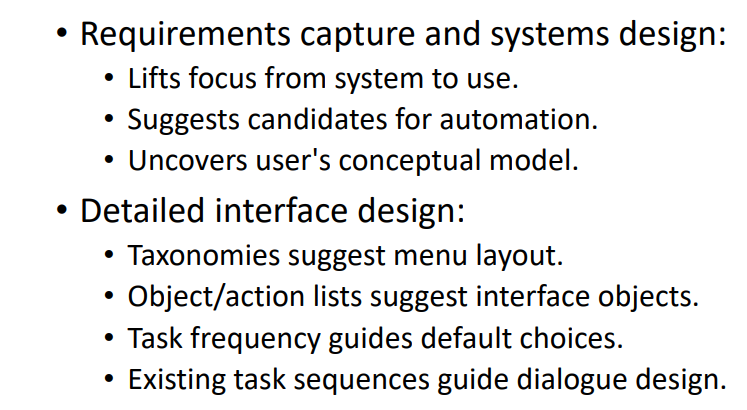 • Requirements capture and systems design:
• Lifts focus from system to use.
• Suggests candidates for automation.
• Uncovers user's conceptual model.
• Detailed interface design:
• Taxonomies suggest menu layout.
• Object/action lists suggest interface objects.
• Task frequency guides default choices.
• Existing task sequences guide dialogue design.